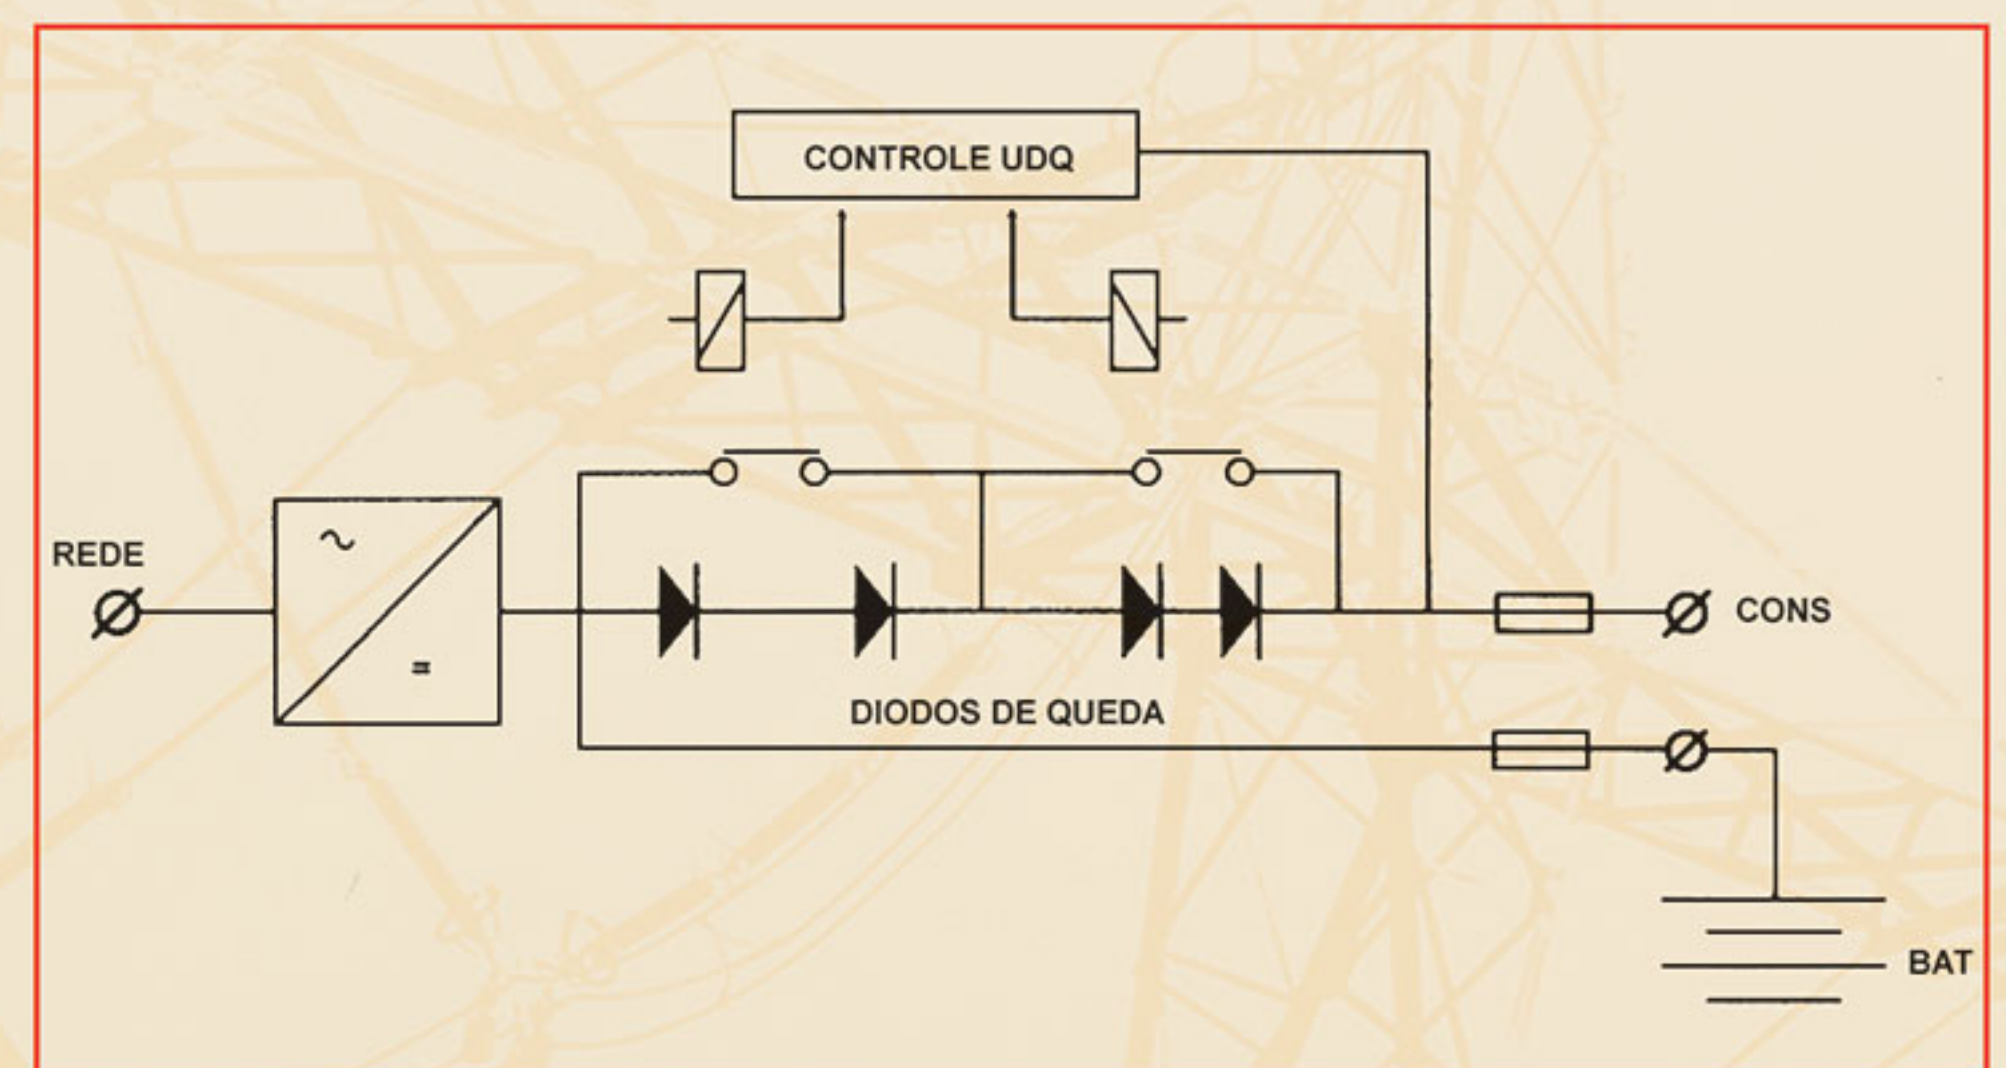 CONTROLE UDQ
REDE
~
=
CONS
DIODOS DE QUEDA
BAT